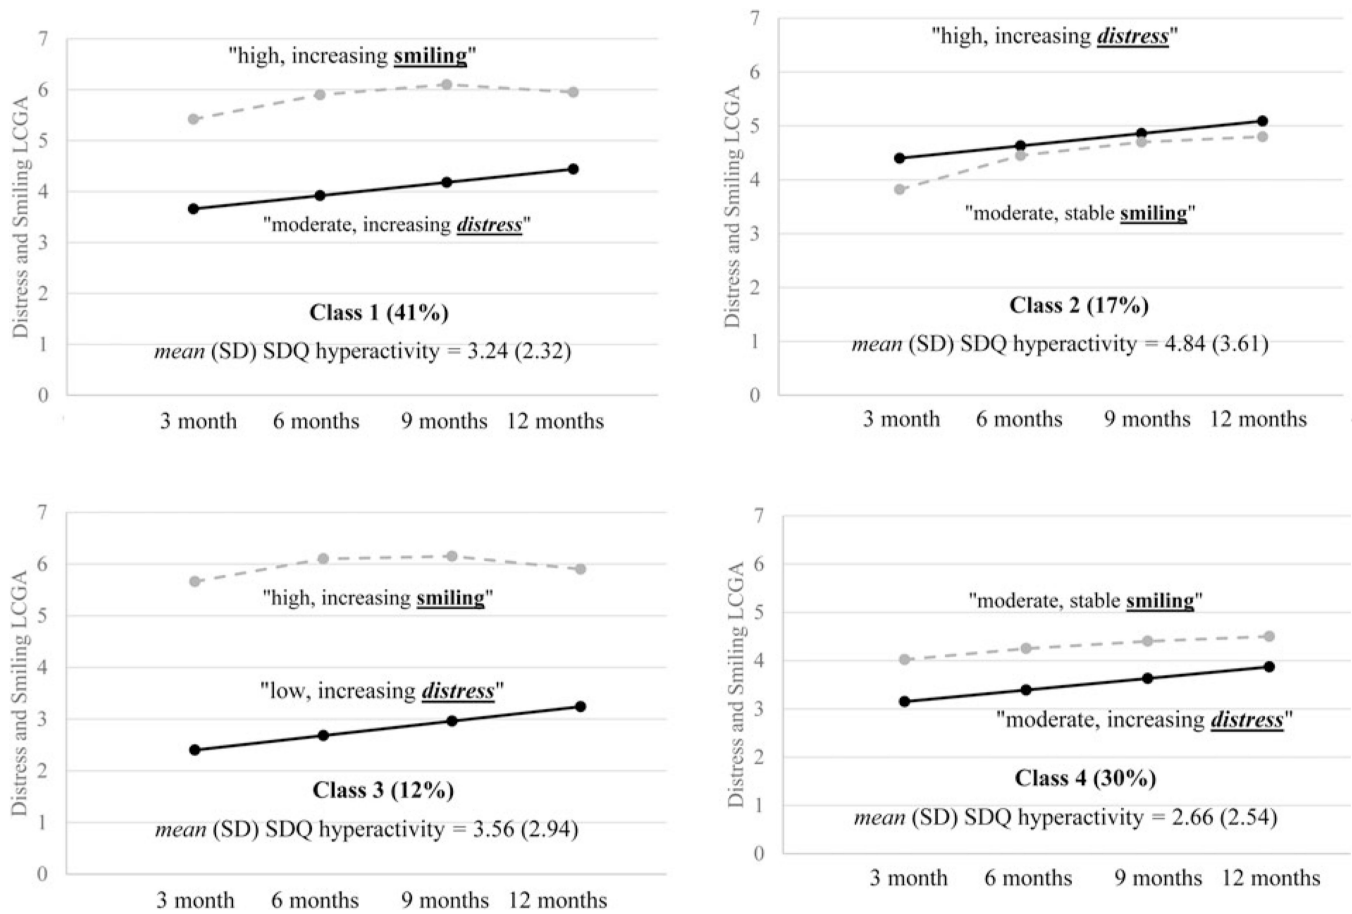 Distress and Smiling LCGA
7
6
5
4
3
2
1
0
"high, increasing smiling"
"moderate, increasing distress"
Class 1 (41%)
mean (SD) SDQ hyperactivity = 3.24 (2.32)
3 month 6 months 9 months 12 months
Distress and Smiling LCGA
7
6
5
4
3
2
1
0
"high, increasing distress"
"moderate, stable smiling"
Class 2 (17%)
mean (SD) SDQ hyperactivity = 4.84 (3.61)
3 month 6 months 9 months 12 months
Distress and Smiling LCGA
7
6
5
4
3
2
1
0
"high, increasing smiling"
"low, increasing distress"
Class 3 (12%)
mean (SD) SDQ hyperactivity = 3.56 (2.94)
3 month 6 months 9 months 12 months
Distress and Smiling LCGA
7
6
5
4
3
2
1
0
"moderate, stable smiling"
"moderate, increasing distress"
Class 4 (30%)
mean (SD) SDQ hyperactivity = 2.66 (2.54)
3 month 6 months 9 months 12 months